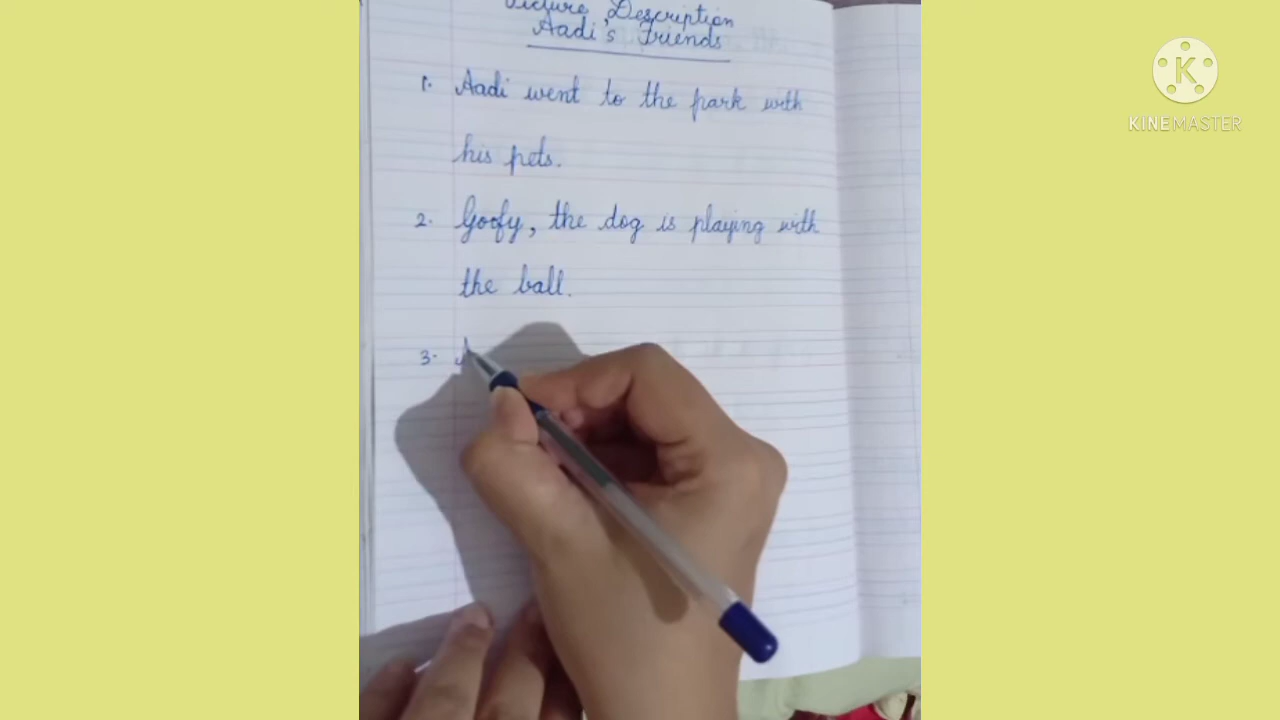 Picture Description
Aadi's Friends
1. Aadi went to the park with
his pets.
2. Goofy, the dog is playing with
the ball.
3. A
K
KINEMASTER